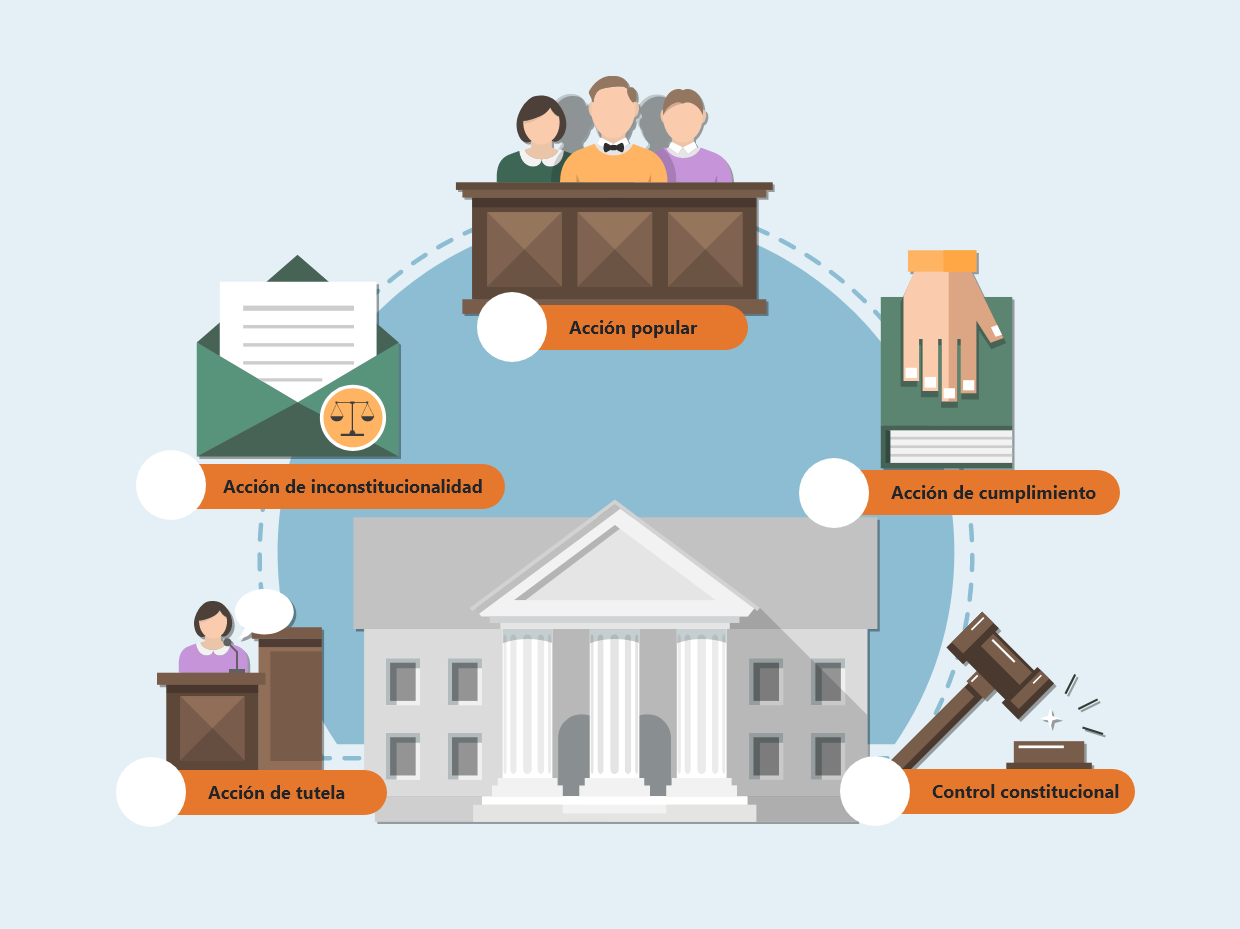 Acción popular
Acción de inconstitucionalidad
Acción de cumplimiento
Acción de tutela
Control constitucional